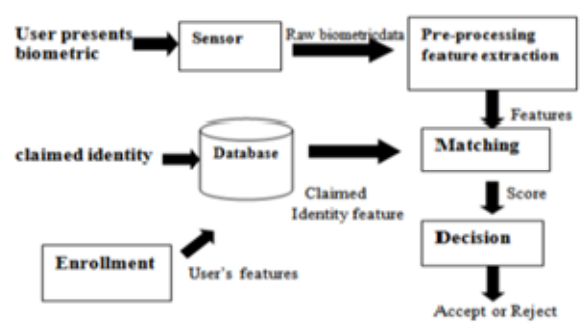 User presents
biometric
Sensor
Raw biometricdata
Pre-processing
feature extraction
Features
claimed identity
Database
Claimed
Identity feature
Matching
Score
Enrollment
User's features
Decision
Accept or Reject